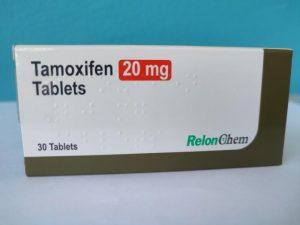 Tamoxifen 20 mg
Tablets
30 Tablets
RelonChem